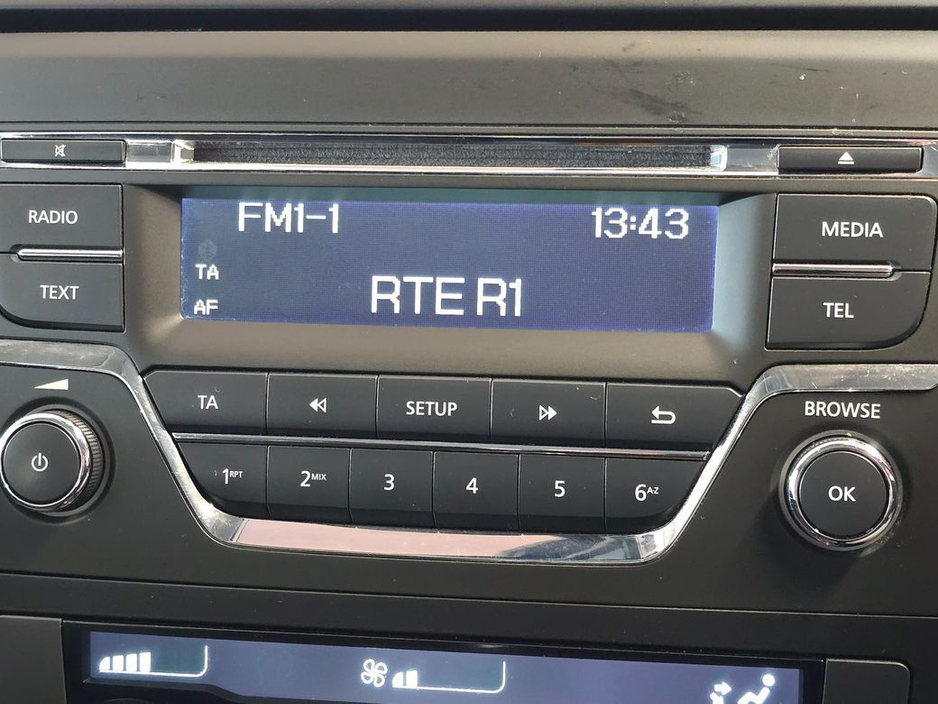 RADIO
TEXT
FM1-1 13:43
TA
RTE R1
AF
MEDIA
TEL
TA SETUP
BROWSE
1RPT 2MIX 3 4 5 6A-Z
OK